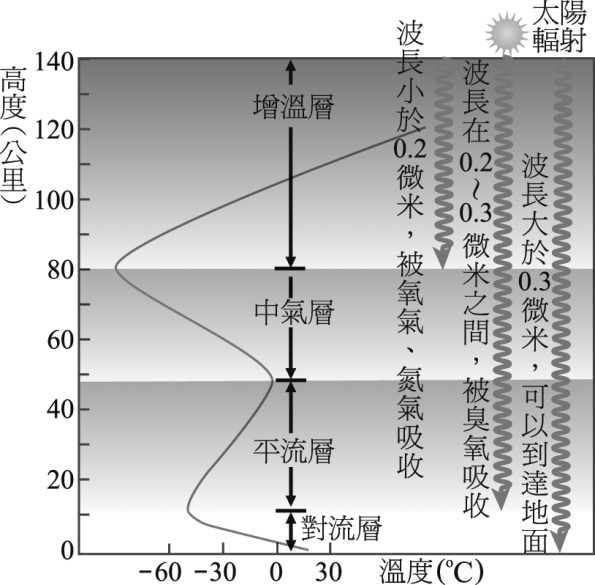 太陽
輻射
高度(公里)
140
120
100
80
60
40
20
0
增溫層
中氣層
平流層
對流層
波長小於0.2微米，被氧氣、氮氣吸收
波長在0.2～0.3微米之間，被臭氧吸收
波長大於0.3微米，可以到達地面
−60 −30 0 30 溫度(℃)